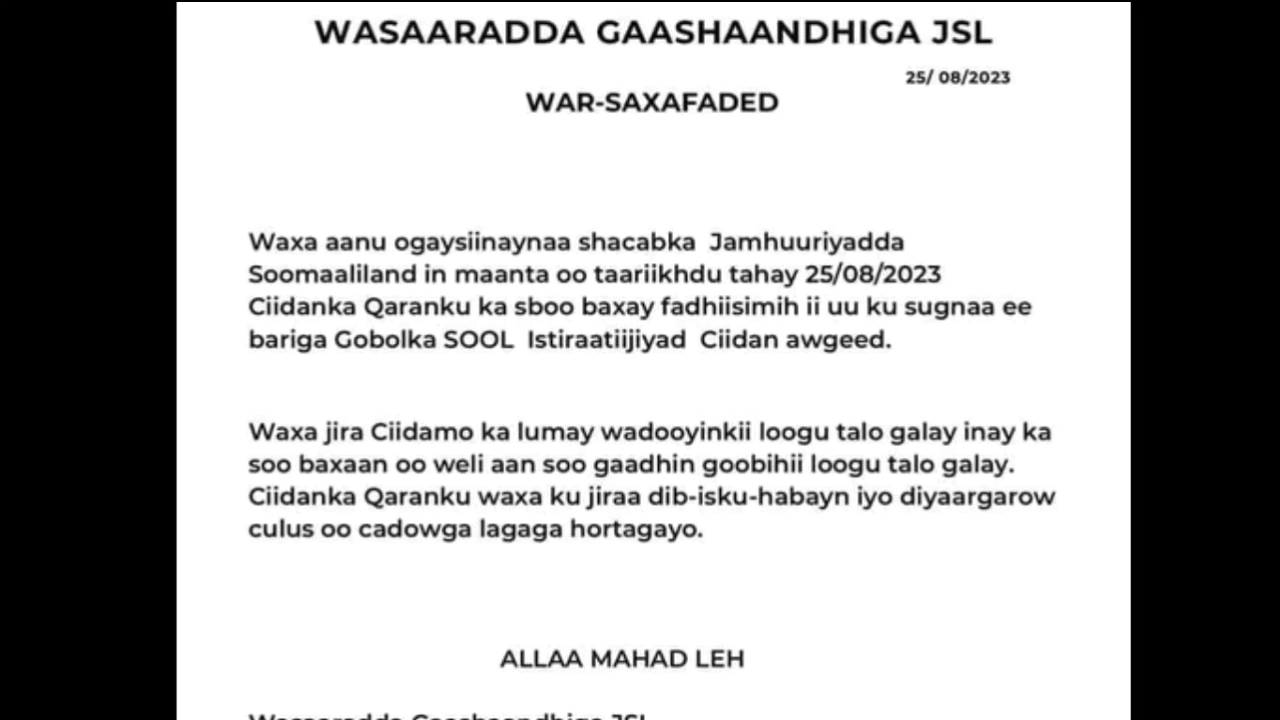 WASAARADDA GAASHAANDHIGA JSL
25/ 08/2023
WAR-SAXAFADED
Waxa aanu ogaysiinaynaa shacabka Jamhuuriyadda
Soomaaliland in maanta oo taariikhdu tahay 25/08/2023
Ciidanka Qaranku ka sboo baxay fadhiisimih ii uu ku sugnaa ee
bariga Gobolka SOOL Istiraatiijiyad Ciidan awgeed.
Waxa jira Ciidamo ka lumay wadooyinkii loogu talo galay inay ka
soo baxaan oo weli aan soo gaadhin goobihii loogu talo galay.
Ciidanka Qaranku waxa ku jiraa dib-isku-habayn iyo diyaargarow
culus oo cadowga lagaga hortagayo.
ALLAA MAHAD LEH
Wasaaradda Gaashaandhiga JSL